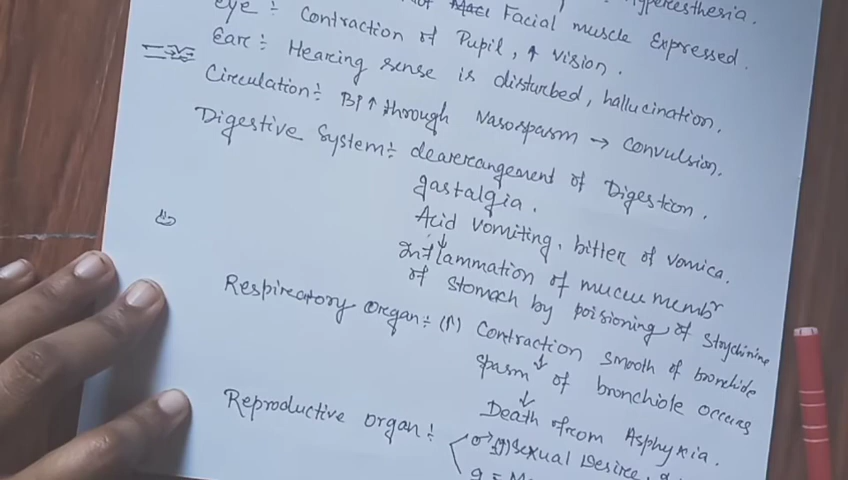 Hyperesthesia.
Facial muscle Expressed.
Eye : Contraction of Pupil, ↑ vision.
Ear : Hearing sense is disturbed, hallucination.
Circulation : BP↑ through Vasospasm → Convulsion.
Digestive System : dearerangement of Digestion.
gastalgia.
Acid vomiting, bitter of vomica.
↓
Inflammation of mucus membr
of stomach by poisioning of Strychinine
Respiratory Organ : (↑) Contraction smooth of bronchide
↓
Spasm of bronchiole occurs
↓
Death from Asphyxia.
Reproductive Organ :
♂ → Sexual Desire,